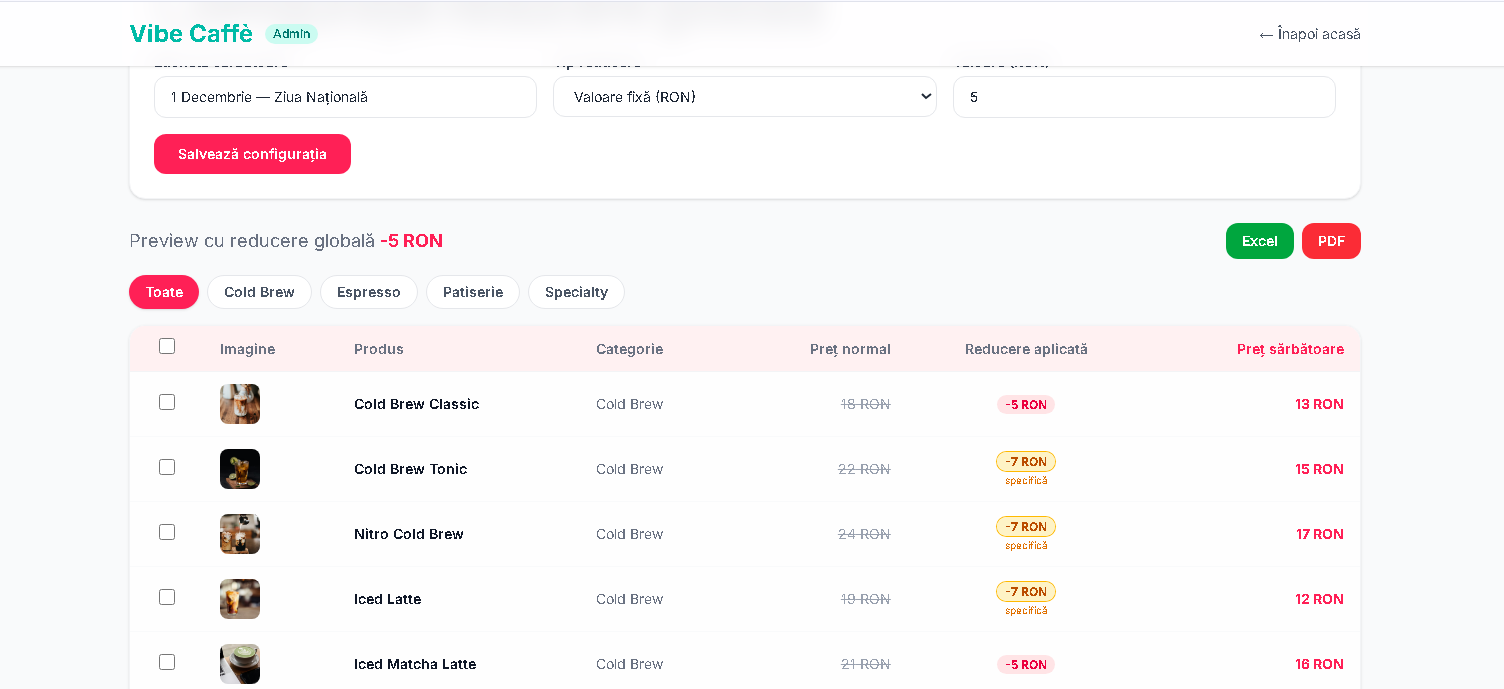 Vibe Caffè Admin ← Înapoi acasă
1 Decembrie — Ziua Națională Valoare fixă (RON) 5
Salvează configurația
Preview cu reducere globală -5 RON Excel PDF
Toate Cold Brew Espresso Patiserie Specialty
Imagine Produs Categorie Preț normal Reducere aplicată Preț sărbătoare
Cold Brew Classic Cold Brew 18 RON -5 RON 13 RON
Cold Brew Tonic Cold Brew 22 RON -7 RON 15 RON
specifică
Nitro Cold Brew Cold Brew 24 RON -7 RON 17 RON
specifică
Iced Latte Cold Brew 19 RON -7 RON 12 RON
specifică
Iced Matcha Latte Cold Brew 21 RON -5 RON 16 RON